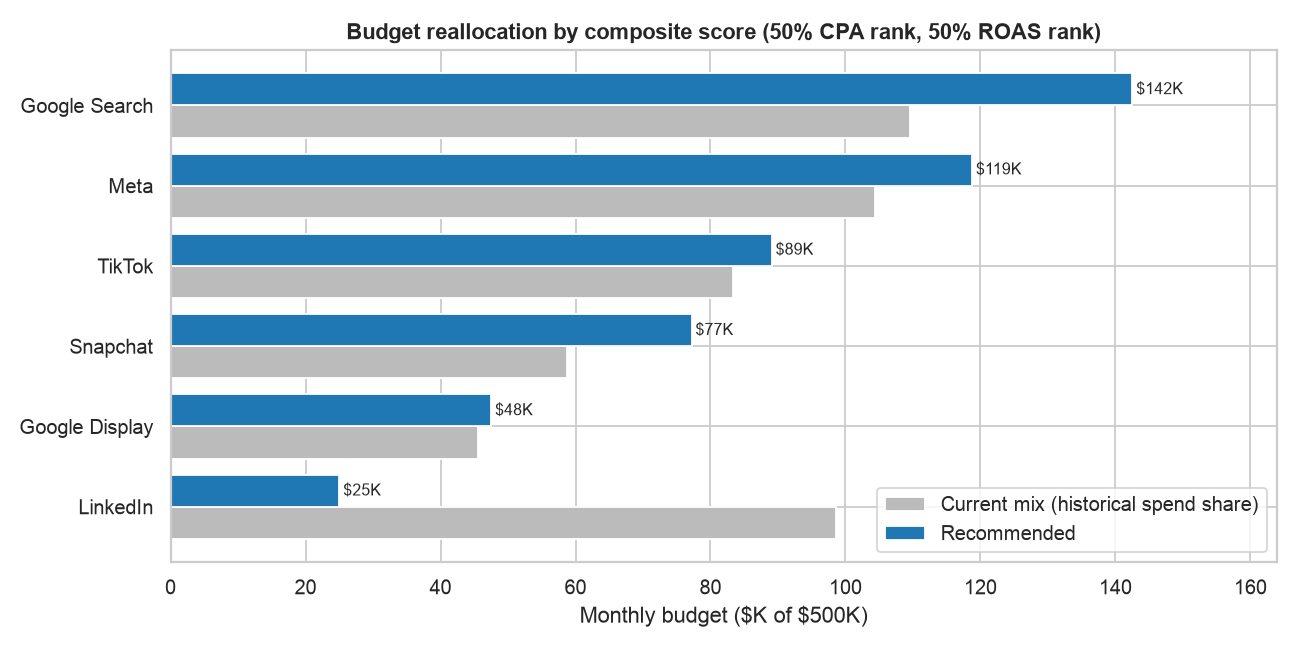 Budget reallocation by composite score (50% CPA rank, 50% ROAS rank)
Google Search
$142K
Meta
$119K
TikTok
$89K
Snapchat
$77K
Google Display
$48K
LinkedIn
$25K
Current mix (historical spend share)
Recommended
0 20 40 60 80 100 120 140 160
Monthly budget ($K of $500K)